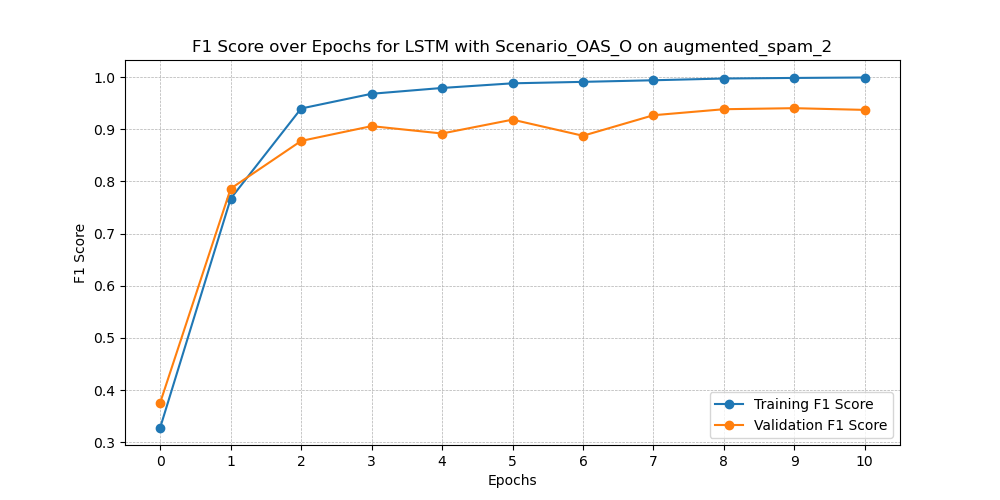 F1 Score over Epochs for LSTM with Scenario_OAS_O on augmented_spam_2
F1 Score
1.0
0.9
0.8
0.7
0.6
0.5
0.4
0.3
Training F1 Score
Validation F1 Score
0 1 2 3 4 5 6 7 8 9 10
Epochs